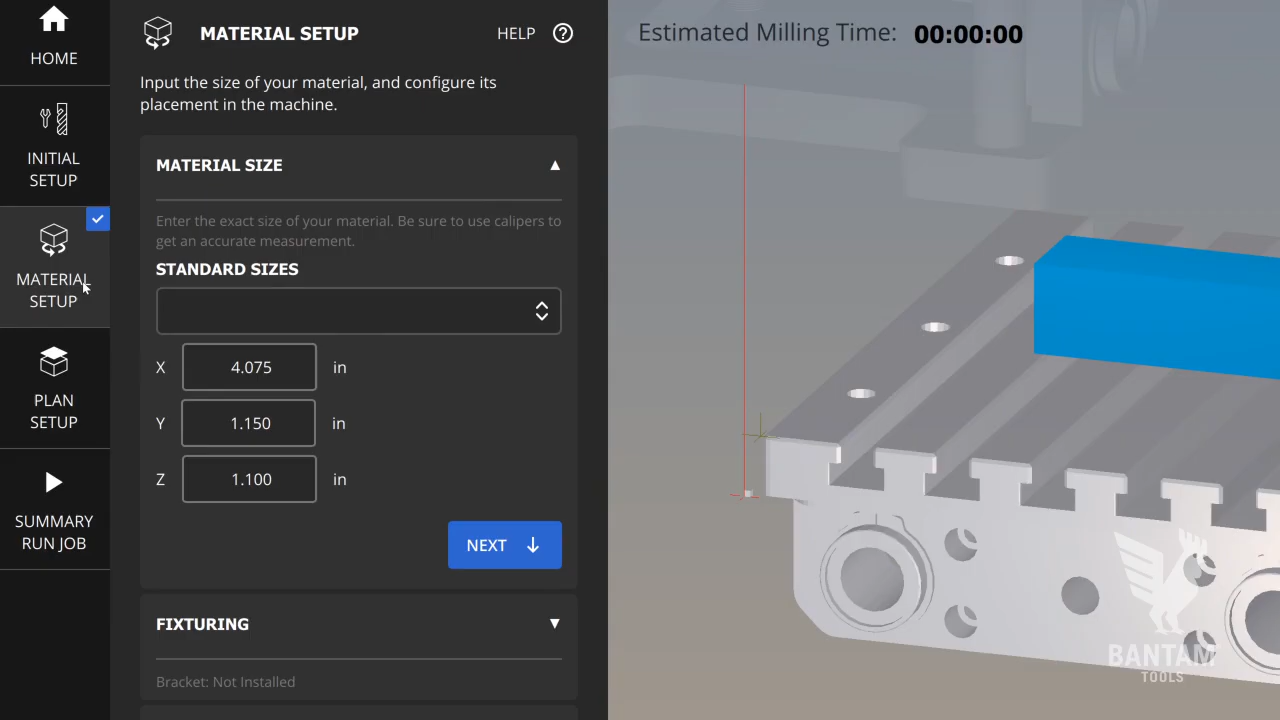 HOME
INITIAL
SETUP
MATERIAL
SETUP
PLAN
SETUP
SUMMARY
RUN JOB
MATERIAL SETUP
HELP
Input the size of your material, and configure its
placement in the machine.
MATERIAL SIZE
Enter the exact size of your material. Be sure to use calipers to
get an accurate measurement.
STANDARD SIZES
X 4.075 in
Y 1.150 in
Z 1.100 in
NEXT
FIXTURING
Bracket: Not Installed
Estimated Milling Time: 00:00:00
BANTAM
TOOLS